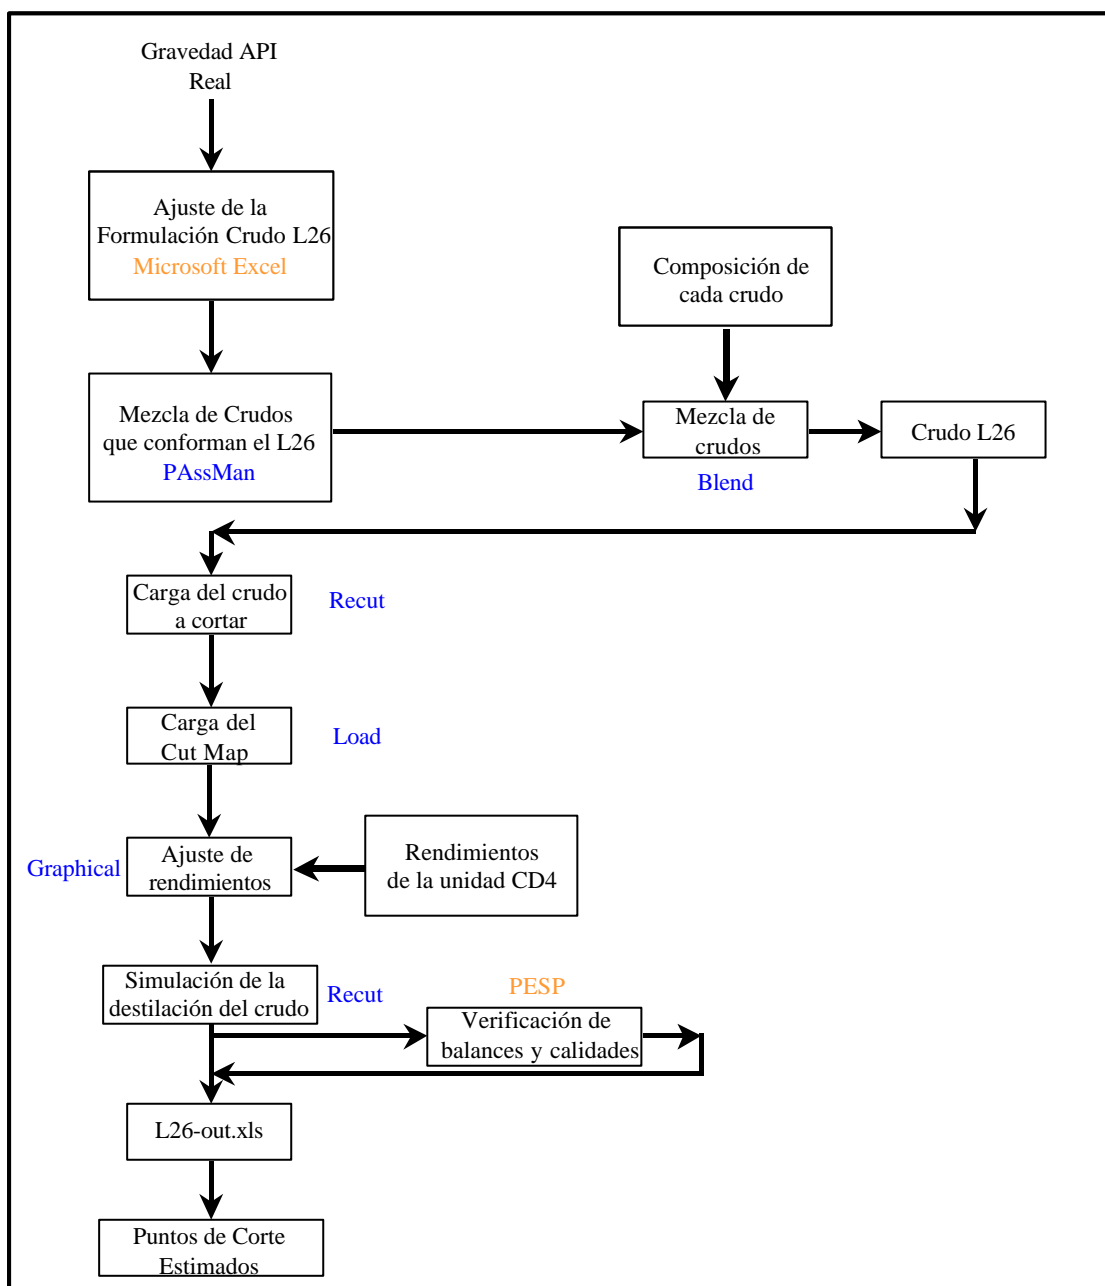 Gravedad API
Real
Ajuste de la
Formulación Crudo L26
Microsoft Excel
Composición de
cada crudo
Mezcla de Crudos
que conforman el L26
PAssMan
Mezcla de
crudos
Blend
Crudo L26
Carga del crudo
a cortar
Recut
Carga del
Cut Map
Load
Graphical
Ajuste de
rendimientos
Rendimientos
de la unidad CD4
Simulación de la
destilación del crudo
Recut
PESP
Verificación de
balances y calidades
L26-out.xls
Puntos de Corte
Estimados